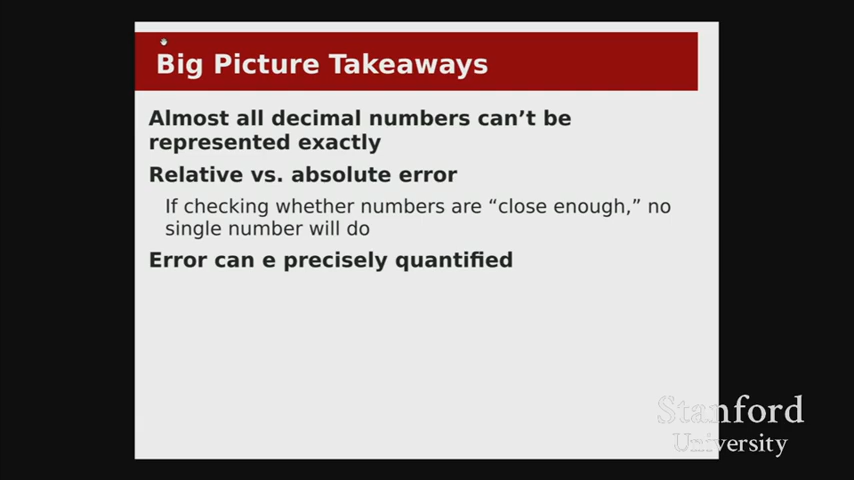 Big Picture Takeaways
Almost all decimal numbers can't be
represented exactly
Relative vs. absolute error
If checking whether numbers are “close enough,” no
single number will do
Error can e precisely quantified
Stanford
University